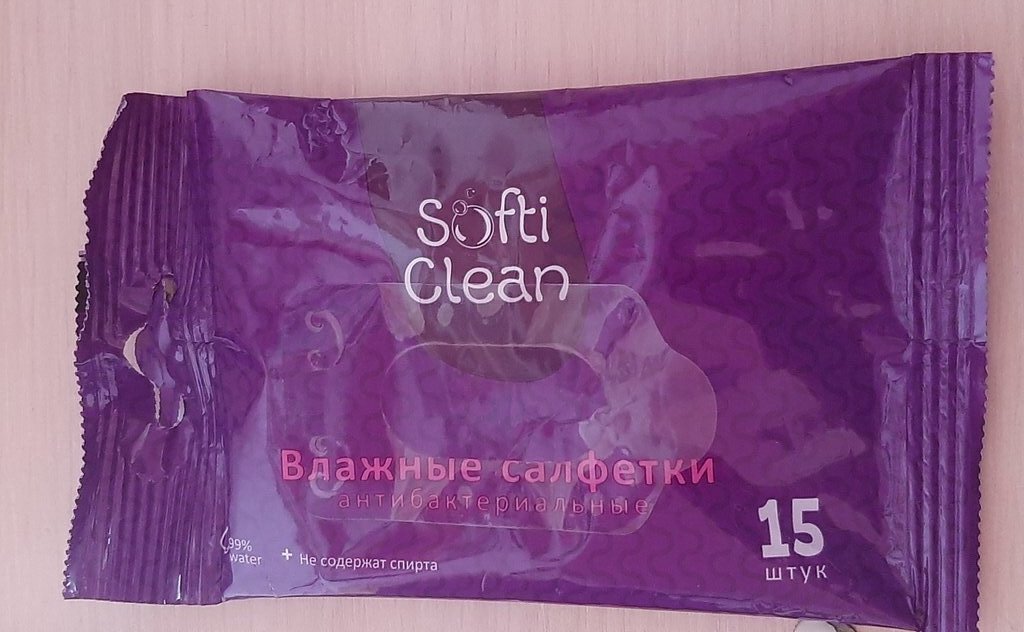 Softi
Clean
Влажные салфетки
антибактериальные
99%
water
+ Не содержат спирта
15
штук